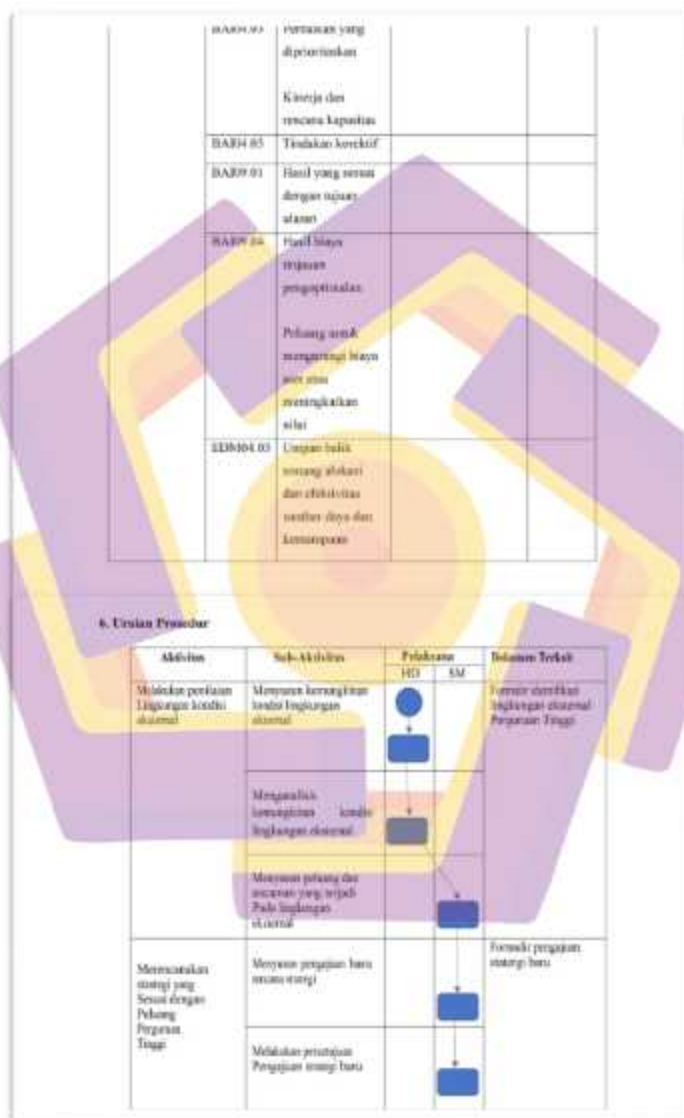 BAI04.03 Perbaikan yang
diprioritaskan
Kinerja dan
rencana kapasitas
BAI04.05 Tindakan korektif
BAI09.01 Hasil yang sesuai
dengan tujuan
ulasan
BAI09.04 Hasil biaya
tinjauan
pengoptimalan
Peluang untuk
mengurangi biaya
aset atau
meningkatkan
nilai
EDM04.03 Umpan balik
tentang alokasi
dan efektivitas
sumber daya dan
kemampuan
6. Uraian Prosedur
Aktivitas Sub-Aktivitas Pelaksana Dokumen Terkait
HD SM
Melakukan penilaian
Lingkungan kondisi
eksternal
Menyusun kemungkinan
kondisi lingkungan
eksternal
Formulir identifikasi
lingkungan eksternal
Perguruan Tinggi
Menganalisis
kemungkinan kondisi
lingkungan eksternal
Menyusun peluang dan
ancaman yang terjadi
Pada lingkungan
eksternal
Merencanakan
strategi yang
Sesuai dengan
Peluang
Perguruan
Tinggi
Menyusun pengajuan baru
rencana
Formulir pengajuan
baru
Melakukan persetujuan
Pengajuan baru